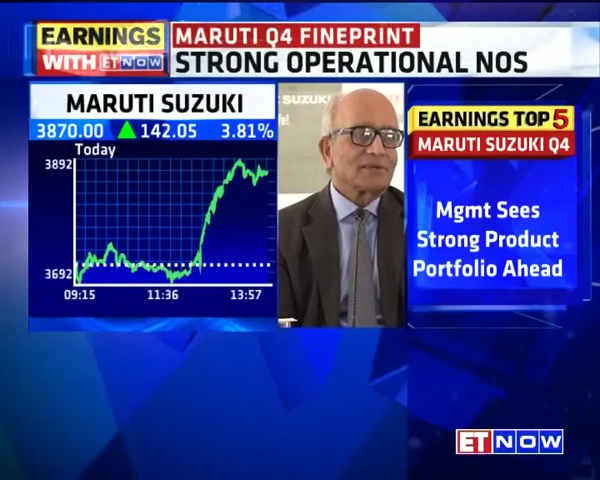 EARNINGS
WITH ET NOW
MARUTI Q4 FINEPRINT
STRONG OPERATIONAL NOS
MARUTI SUZUKI
3870.00 142.05 3.81%
Today
3892
3692
09:15 11:36 13:57
SUZUKI
EARNINGS TOP 5
MARUTI SUZUKI Q4
Mgmt Sees
Strong Product
Portfolio Ahead
ET NOW